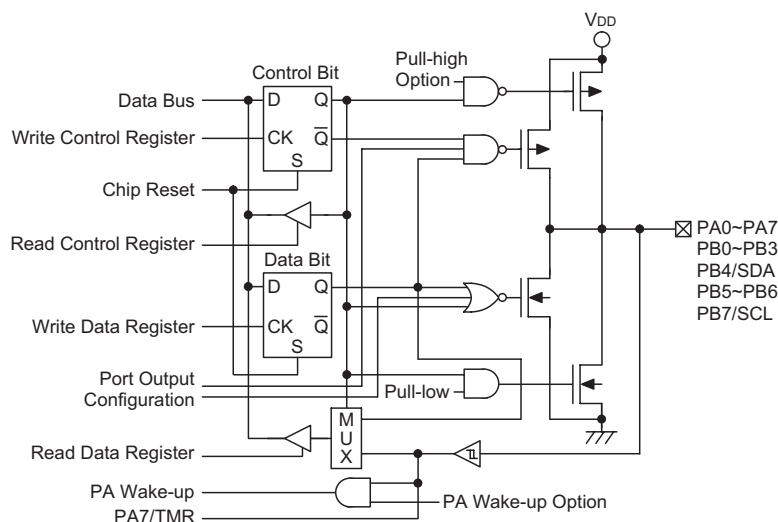 VDD
Pull-high
Option
Control Bit
Data Bus
D
Q
Write Control Register
CK
Q
S
Chip Reset
Read Control Register
Data Bit
D
Q
Write Data Register
CK
Q
S
PA0~PA7
PB0~PB3
PB4/SDA
PB5~PB6
PB7/SCL
Port Output
Configuration
Pull-low
M
U
X
Read Data Register
PA Wake-up
PA Wake-up Option
PA7/TMR